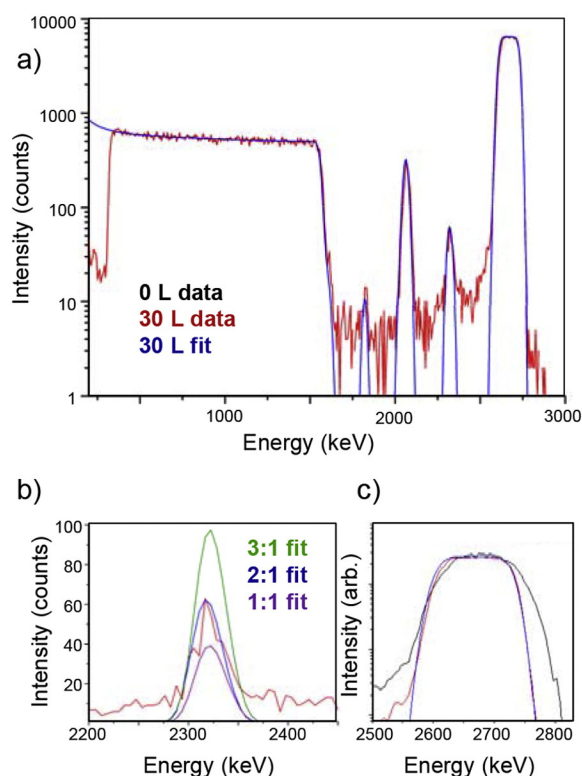 a)
Intensity (counts)
10000
1000
100
10
1
0 L data
30 L data
30 L fit
1000
2000
3000
Energy (keV)
b)
Intensity (counts)
100
80
60
40
20
3:1 fit
2:1 fit
1:1 fit
2200
2300
2400
Energy (keV)
c)
Intensity (arb.)
2500
2600
2700
2800
Energy (keV)